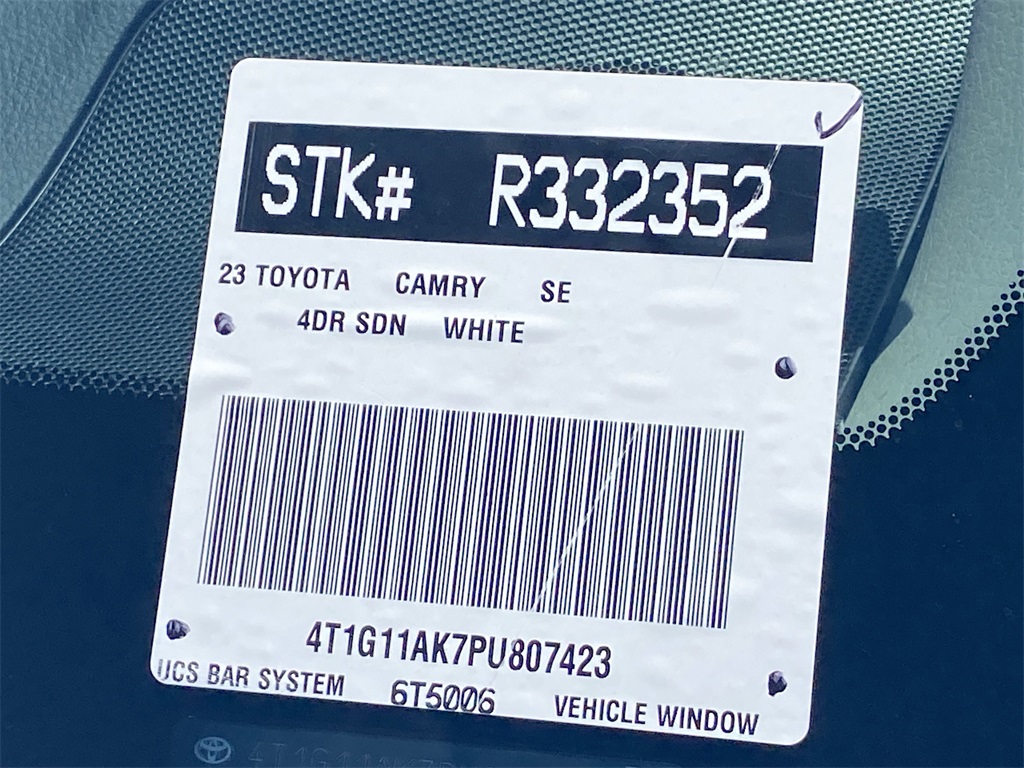 STK# R332352
23 TOYOTA CAMRY SE
4DR SDN WHITE
4T1G11AK7PU807423
UCS BAR SYSTEM 6T5006 VEHICLE WINDOW